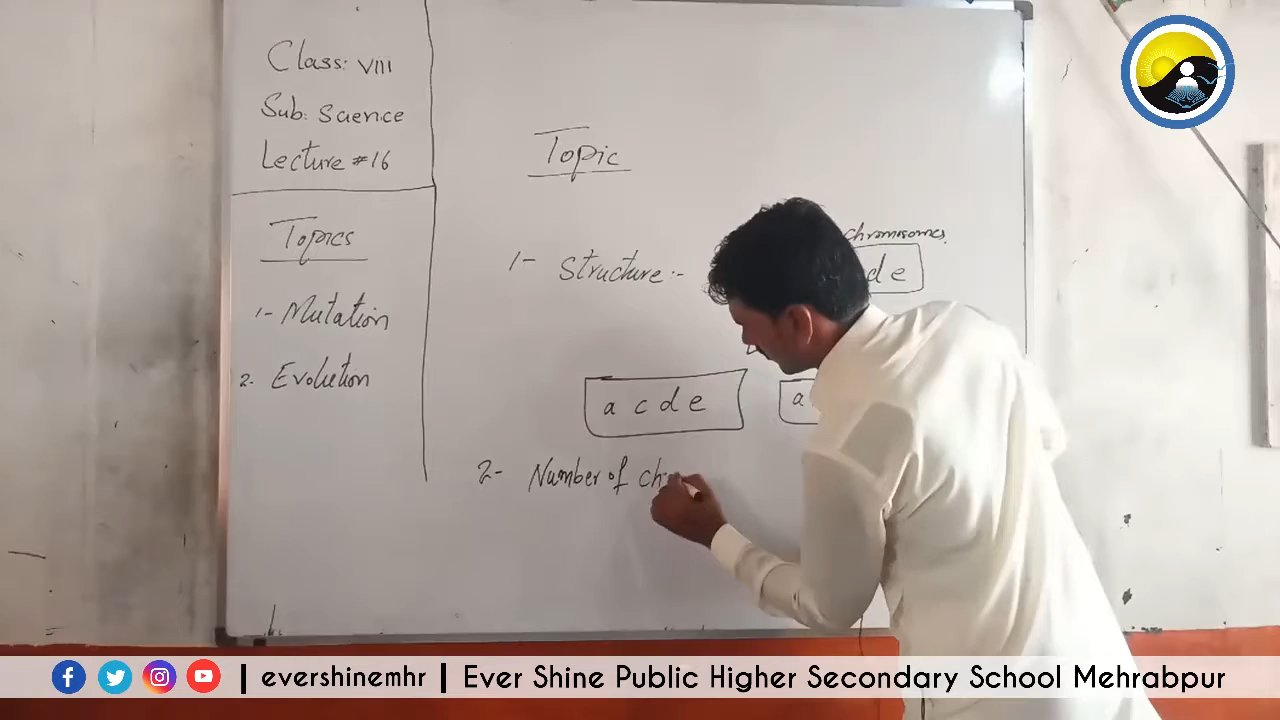 Class: VIII
Sub: Science
Lecture #16
Topics
1- Mutation
2. Evolution
Topic
chromosomes.
1- Structure:- d e
a c d e
a
2- Number of ch
| evershinemhr | Ever Shine Public Higher Secondary School Mehrabpur